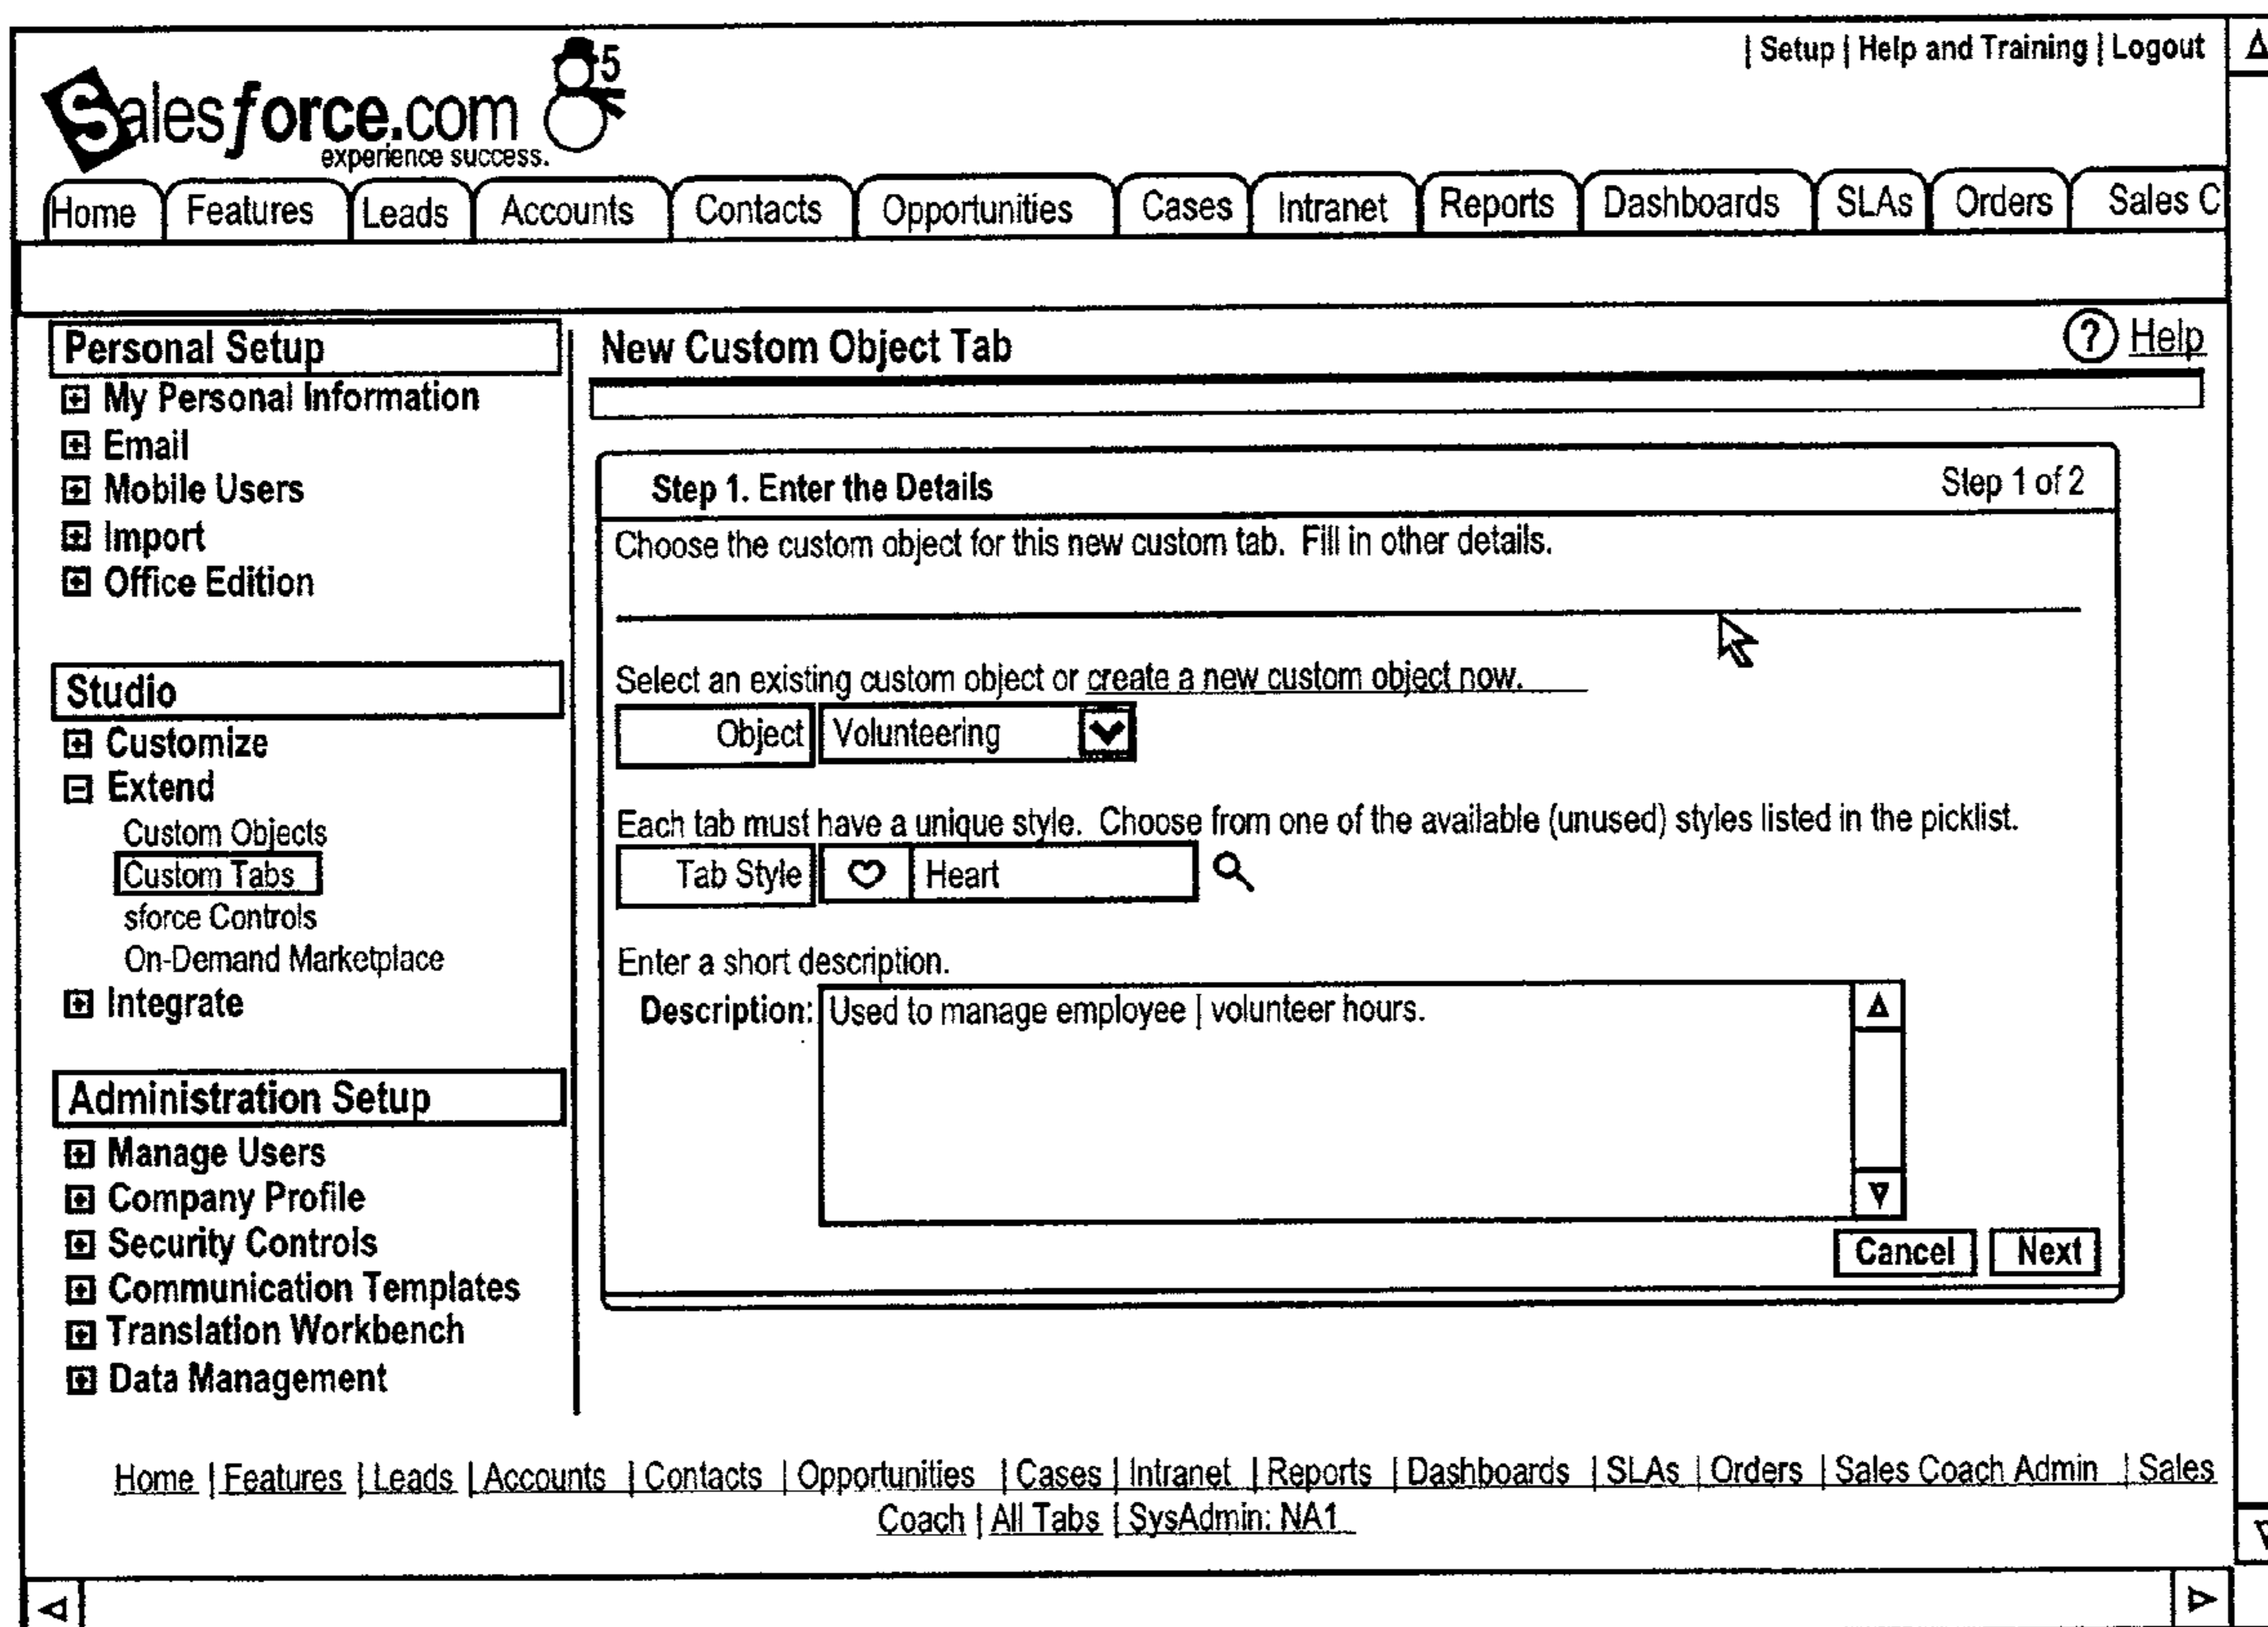 | Setup | Help and Training | Logout
Salesforce.com 5
experience success.
Home Features Leads Accounts Contacts Opportunities Cases Intranet Reports Dashboards SLAs Orders Sales C
Personal Setup
My Personal Information
Email
Mobile Users
Import
Office Edition
Studio
Customize
Extend
Custom Objects
Custom Tabs
sforce Controls
On-Demand Marketplace
Integrate
Administration Setup
Manage Users
Company Profile
Security Controls
Communication Templates
Translation Workbench
Data Management
New Custom Object Tab
? Help
Step 1. Enter the Details Step 1 of 2
Choose the custom object for this new custom tab. Fill in other details.
Select an existing custom object or create a new custom object now.
Object Volunteering
Each tab must have a unique style. Choose from one of the available (unused) styles listed in the picklist.
Tab Style Heart
Enter a short description.
Description: Used to manage employee | volunteer hours.
Cancel Next
Home | Features | Leads | Accounts | Contacts | Opportunities | Cases | Intranet | Reports | Dashboards | SLAs | Orders | Sales Coach Admin | Sales
Coach | All Tabs | SysAdmin: NA1